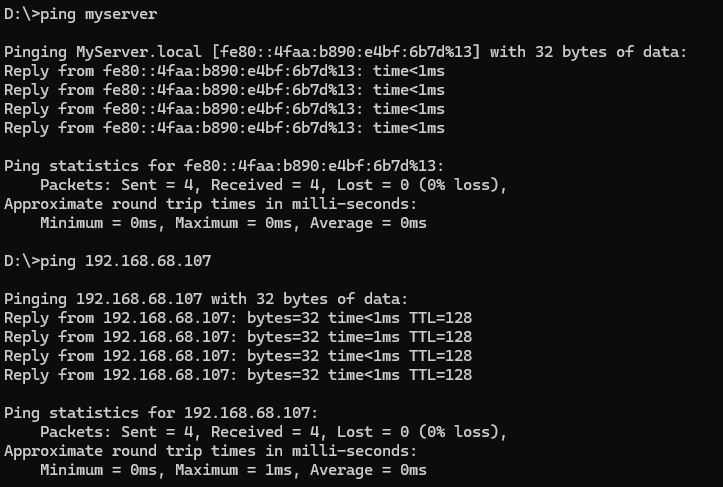 D:\>ping myserver

Pinging MyServer.local [fe80::4faa:b890:e4bf:6b7d%13] with 32 bytes of data:
Reply from fe80::4faa:b890:e4bf:6b7d%13: time<1ms
Reply from fe80::4faa:b890:e4bf:6b7d%13: time<1ms
Reply from fe80::4faa:b890:e4bf:6b7d%13: time<1ms
Reply from fe80::4faa:b890:e4bf:6b7d%13: time<1ms

Ping statistics for fe80::4faa:b890:e4bf:6b7d%13:
    Packets: Sent = 4, Received = 4, Lost = 0 (0% loss),
Approximate round trip times in milli-seconds:
    Minimum = 0ms, Maximum = 0ms, Average = 0ms

D:\>ping 192.168.68.107

Pinging 192.168.68.107 with 32 bytes of data:
Reply from 192.168.68.107: bytes=32 time<1ms TTL=128
Reply from 192.168.68.107: bytes=32 time=1ms TTL=128
Reply from 192.168.68.107: bytes=32 time<1ms TTL=128
Reply from 192.168.68.107: bytes=32 time<1ms TTL=128

Ping statistics for 192.168.68.107:
    Packets: Sent = 4, Received = 4, Lost = 0 (0% loss),
Approximate round trip times in milli-seconds:
    Minimum = 0ms, Maximum = 1ms, Average = 0ms